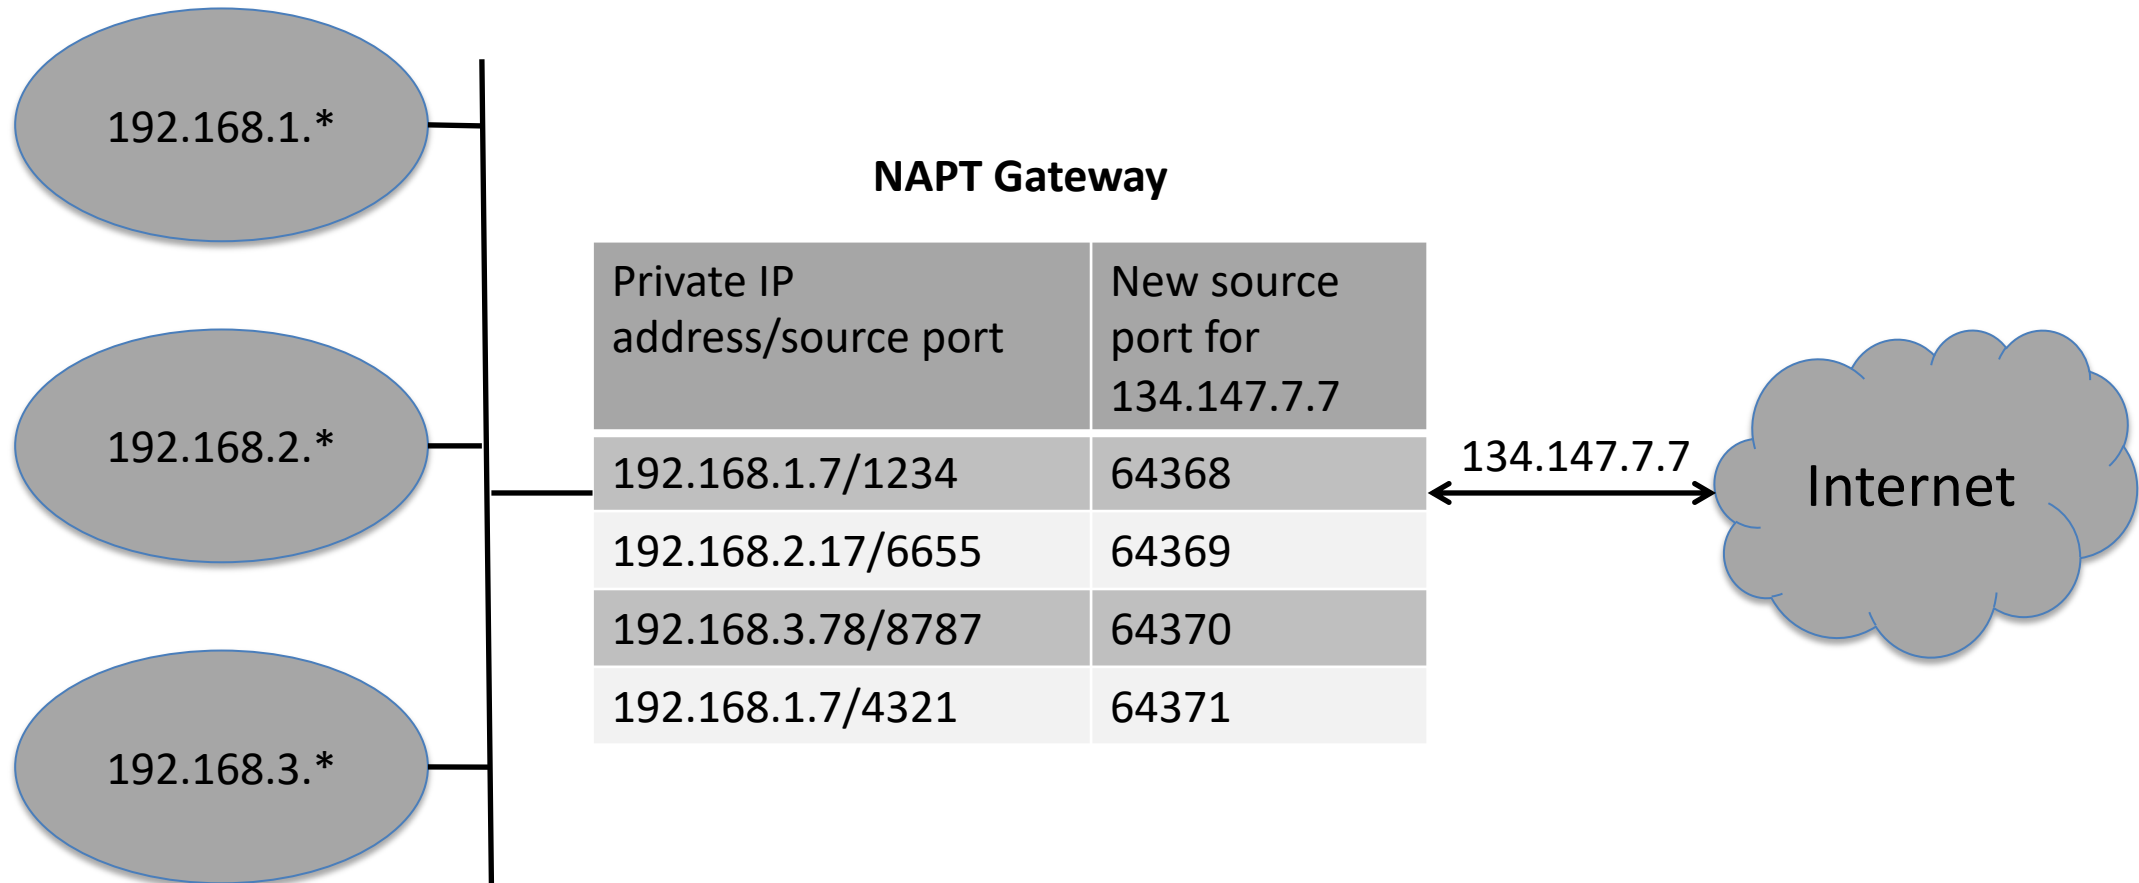 192.168.1.*
192.168.2.*
192.168.3.*
NAPT Gateway
Private IP
address/source port
New source
port for
134.147.7.7
192.168.1.7/1234
64368
192.168.2.17/6655
64369
192.168.3.78/8787
64370
192.168.1.7/4321
64371
134.147.7.7
Internet